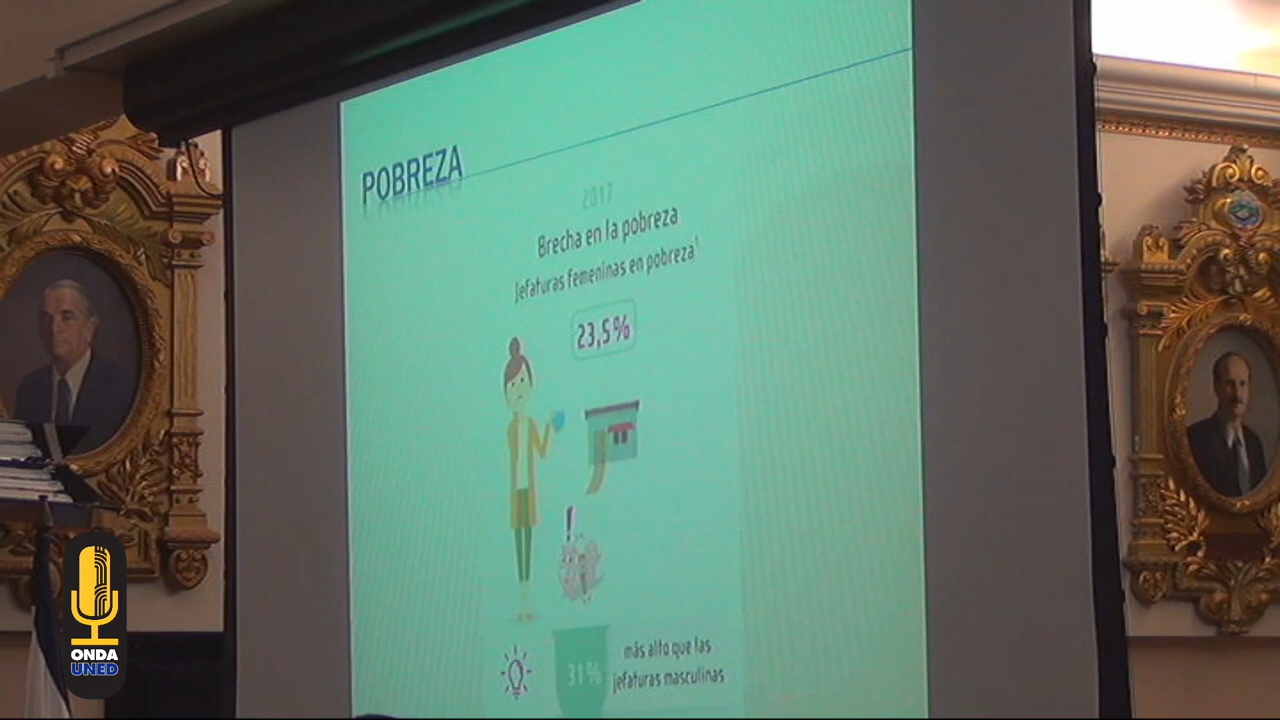 POBREZA
2017
Brecha en la pobreza
Jefaturas femeninas en pobreza¹
23,5%
!
31%
más alto que las
jefaturas masculinas
ONDA
UNED